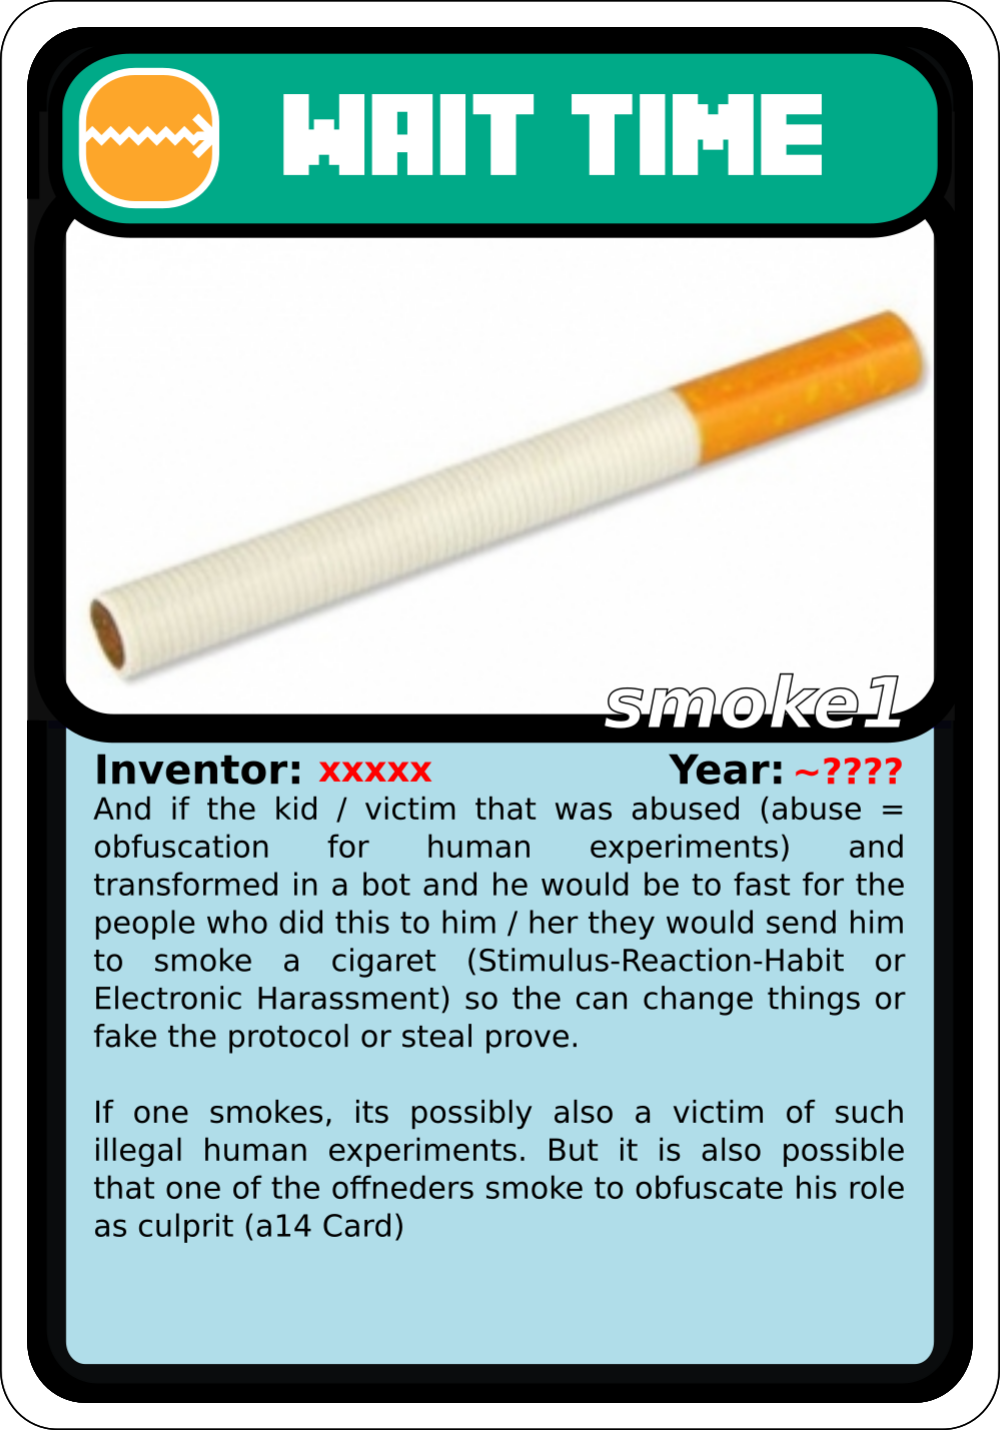 WAIT TIME
smoke1
Inventor: xxxxx Year: ~????
And if the kid / victim that was abused (abuse =
obfuscation for human experiments) and
transformed in a bot and he would be to fast for the
people who did this to him / her they would send him
to smoke a cigaret (Stimulus-Reaction-Habit or
Electronic Harassment) so the can change things or
fake the protocol or steal prove.
If one smokes, its possibly also a victim of such
illegal human experiments. But it is also possible
that one of the offneders smoke to obfuscate his role
as culprit (a14 Card)